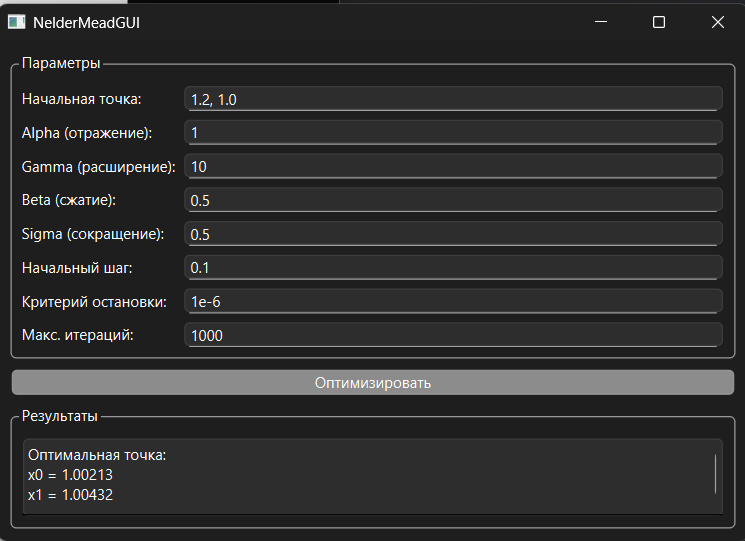 NelderMeadGUI
Параметры
Начальная точка: 1.2, 1.0
Alpha (отражение): 1
Gamma (расширение): 10
Beta (сжатие): 0.5
Sigma (сокращение): 0.5
Начальный шаг: 0.1
Критерий остановки: 1e-6
Макс. итераций: 1000
Оптимизировать
Результаты
Оптимальная точка:
x0 = 1.00213
x1 = 1.00432